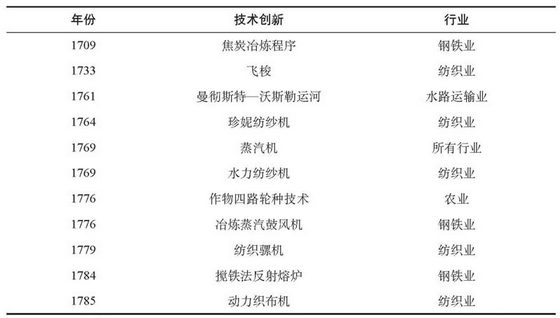 年份 技术创新 行业
1709 焦炭冶炼程序 钢铁业
1733 飞梭 纺织业
1761 曼彻斯特—沃斯勒运河 水路运输业
1764 珍妮纺纱机 纺织业
1769 蒸汽机 所有行业
1769 水力纺纱机 纺织业
1776 作物四路轮种技术 农业
1776 冶炼蒸汽鼓风机 钢铁业
1779 纺织骡机 纺织业
1784 搅铁法反射熔炉 钢铁业
1785 动力织布机 纺织业